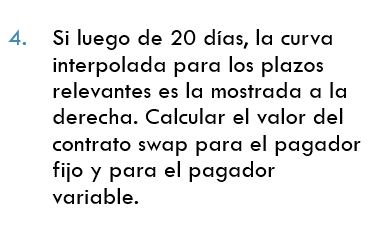 4. Si luego de 20 días, la curva
interpolada para los plazos
relevantes es la mostrada a la
derecha. Calcular el valor del
contrato swap para el pagador
fijo y para el pagador
variable.